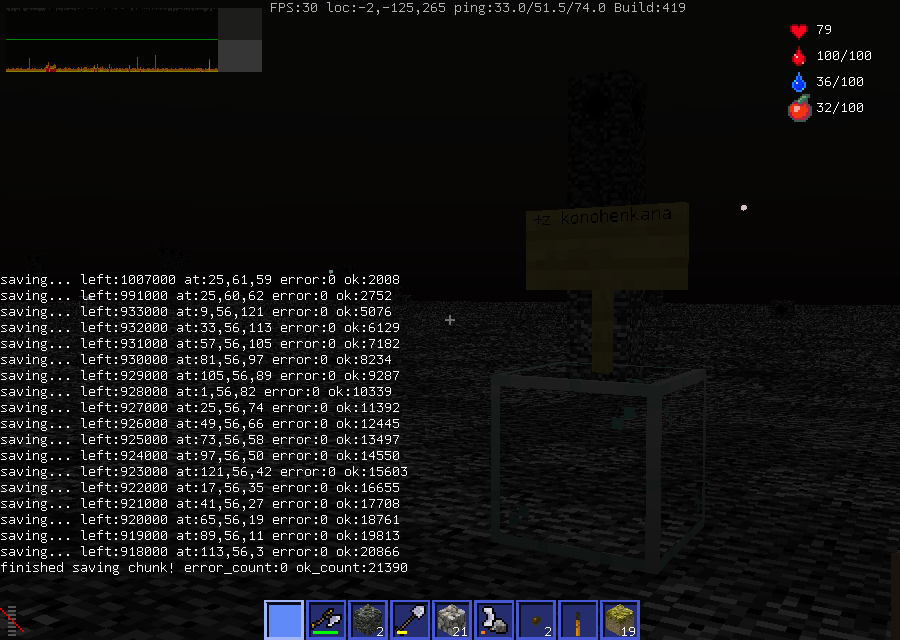 FPS:30 loc:-2,-125,265 ping:33.0/51.5/74.0 Build:419
79
100/100
36/100
32/100
+z konohenkana
saving... left:1007000 at:25,61,59 error:0 ok:2008
saving... left:991000 at:25,60,62 error:0 ok:2752
saving... left:933000 at:9,56,121 error:0 ok:5076
saving... left:932000 at:33,56,113 error:0 ok:6129
saving... left:931000 at:57,56,105 error:0 ok:7182
saving... left:930000 at:81,56,97 error:0 ok:8234
saving... left:929000 at:105,56,89 error:0 ok:9287
saving... left:928000 at:1,56,82 error:0 ok:10339
saving... left:927000 at:25,56,74 error:0 ok:11392
saving... left:926000 at:49,56,66 error:0 ok:12445
saving... left:925000 at:73,56,58 error:0 ok:13497
saving... left:924000 at:97,56,50 error:0 ok:14550
saving... left:923000 at:121,56,42 error:0 ok:15603
saving... left:922000 at:17,56,35 error:0 ok:16655
saving... left:921000 at:41,56,27 error:0 ok:17708
saving... left:920000 at:65,56,19 error:0 ok:18761
saving... left:919000 at:89,56,11 error:0 ok:19813
saving... left:918000 at:113,56,3 error:0 ok:20866
finished saving chunk! error_count:0 ok_count:21390
2
21
2
19